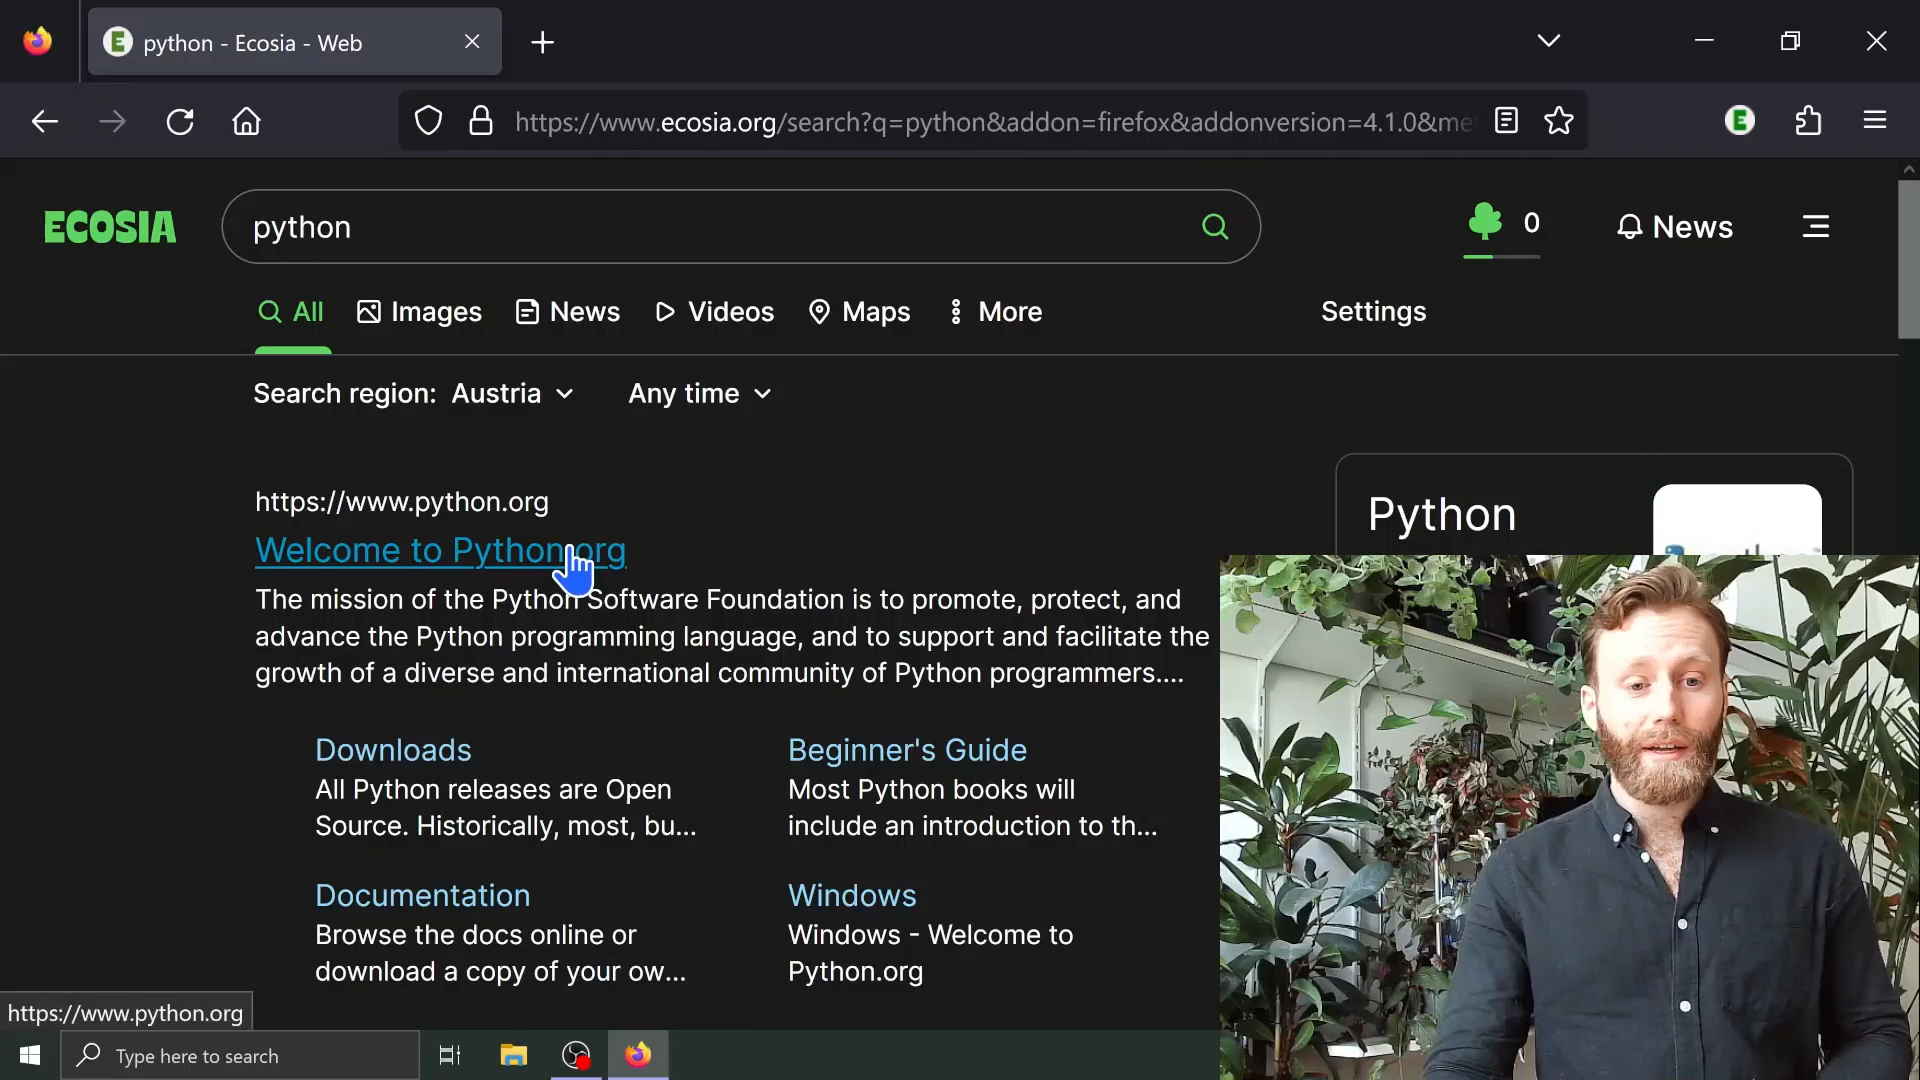 python - Ecosia - Web
https://www.ecosia.org/search?q=python&addon=firefox&addonversion=4.1.0&me
ECOSIA
python
0
News
All
Images
News
Videos
Maps
More
Settings
Search region: Austria
Any time
https://www.python.org
Welcome to Python.org
The mission of the Python Software Foundation is to promote, protect, and
advance the Python programming language, and to support and facilitate the
growth of a diverse and international community of Python programmers....
Python
Downloads
All Python releases are Open
Source. Historically, most, bu...
Beginner's Guide
Most Python books will
include an introduction to th...
Documentation
Browse the docs online or
download a copy of your ow...
Windows
Windows - Welcome to
Python.org
https://www.python.org
Type here to search